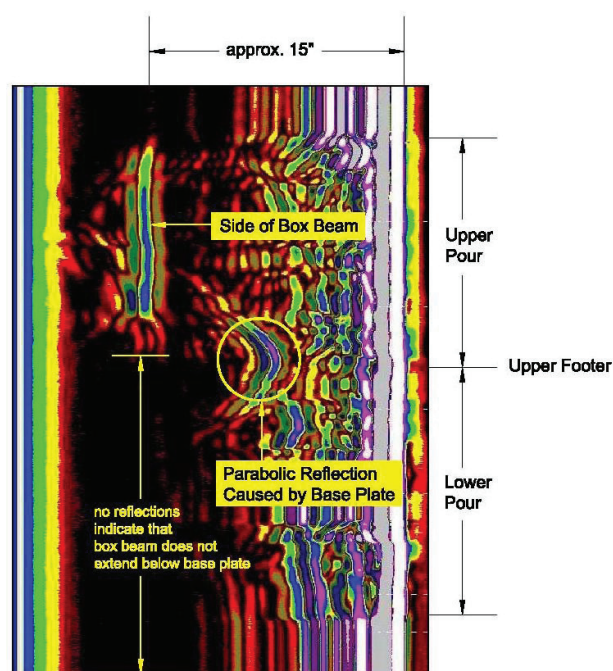 approx. 15"
Side of Box Beam
Upper
Pour
Upper Footer
Parabolic Reflection
Caused by Base Plate
Lower
Pour
no reflections
indicate that
box beam does not
extend below base plate